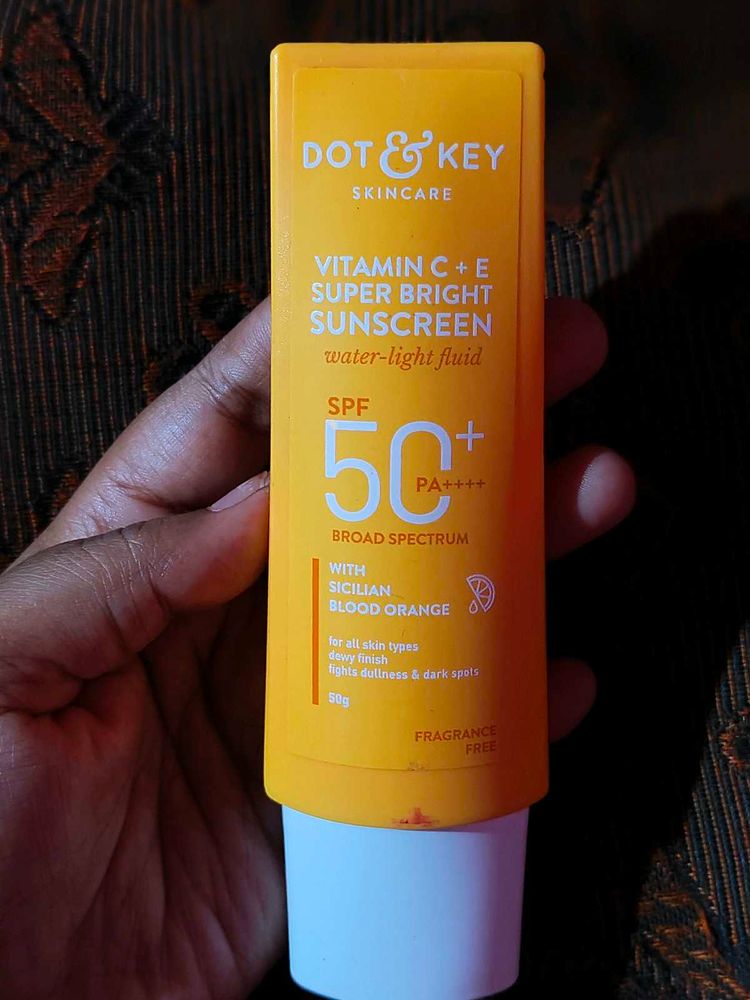 DOT & KEY
SKINCARE
VITAMIN C + E
SUPER BRIGHT
SUNSCREEN
water-light fluid
SPF
50+
PA++++
BROAD SPECTRUM
WITH
SICILIAN
BLOOD ORANGE
for all skin types
dewy finish
fights dullness & dark spots
50g
FRAGRANCE
FREE